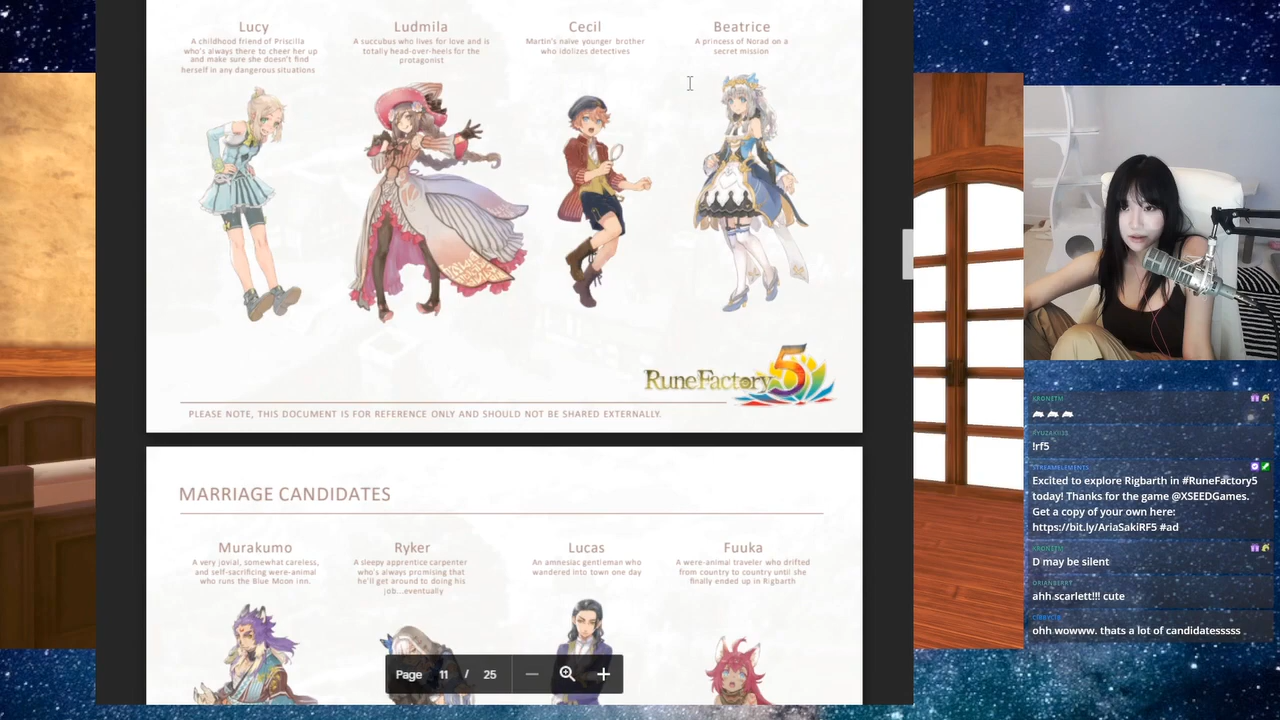 Lucy
A childhood friend of Priscilla
who's always there to cheer her up
and make sure she doesn't find
herself in any dangerous situations
Ludmila
A succubus who lives for love and is
totally head-over-heels for the
protagonist
Cecil
Martin's naïve younger brother
who idolizes detectives
Beatrice
A princess of Norad on a
secret mission
RuneFactory 5
PLEASE NOTE, THIS DOCUMENT IS FOR REFERENCE ONLY AND SHOULD NOT BE SHARED EXTERNALLY.
MARRIAGE CANDIDATES
Murakumo
A very jovial, somewhat careless,
and self-sacrificing were-animal
who runs the Blue Moon inn.
Ryker
A sleepy apprentice carpenter
who's always promising that
he'll get around to doing his
job...eventually
Lucas
An amnesiac gentleman who
wandered into town one day
Fuuka
A were-animal traveler who drifted
from country to country until she
finally ended up in Rigbarth
Page 11 / 25
KRONETM
!rf5
STREAMELEMENTS
Excited to explore Rigbarth in #RuneFactory5
today! Thanks for the game @XSEEDGames.
Get a copy of your own here:
https://bit.ly/AriaSakiRF5 #ad
KRONETM
D may be silent
ahh scarlett!!! cute
ohh wowww. thats a lot of candidatesssss